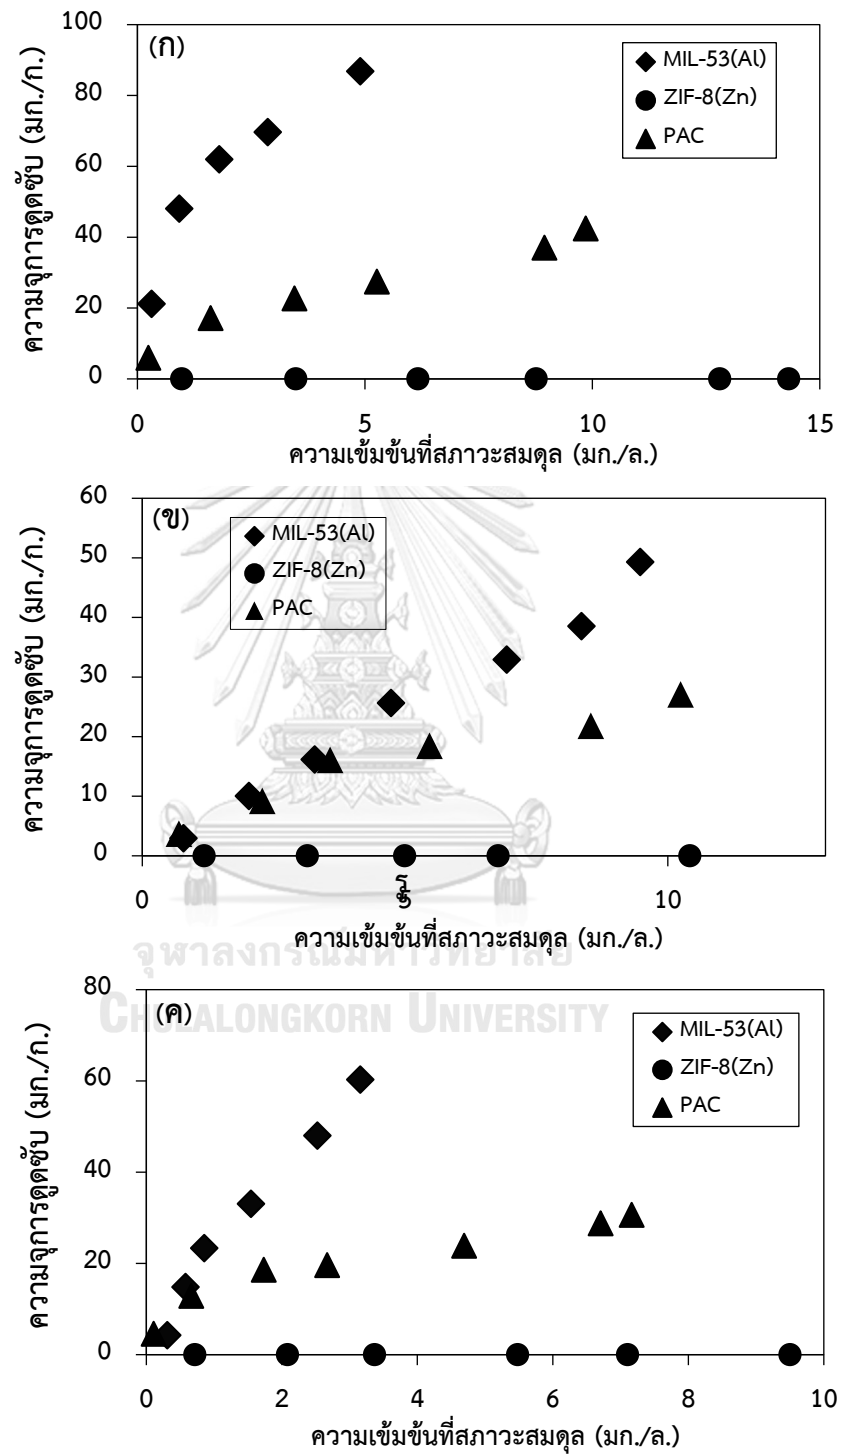 (ก)
MIL-53(Al)
ZIF-8(Zn)
PAC
ความจุการดูดซับ (มก./ก.)
100
80
60
40
20
0
0 5 10 15
ความเข้มข้นที่สภาวะสมดุล (มก./ล.)
(ข)
MIL-53(Al)
ZIF-8(Zn)
PAC
ความจุการดูดซับ (มก./ก.)
60
50
40
30
20
10
0
0 5 10
ความเข้มข้นที่สภาวะสมดุล (มก./ล.)
จุฬาลงกรณ์มหาวิทยาลัย
CHULALONGKORN UNIVERSITY
(ค)
MIL-53(Al)
ZIF-8(Zn)
PAC
ความจุการดูดซับ (มก./ก.)
80
60
40
20
0
0 2 4 6 8 10
ความเข้มข้นที่สภาวะสมดุล (มก./ล.)